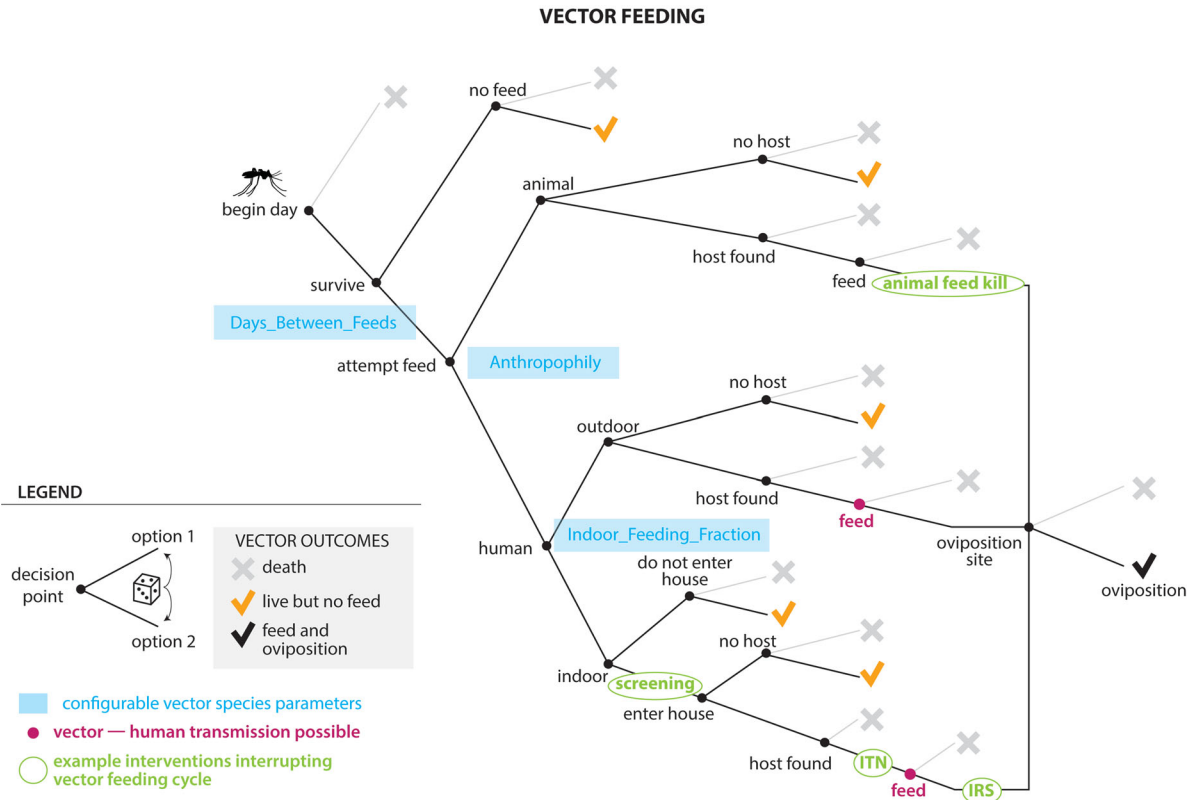 VECTOR FEEDING
no feed
no host
animal
begin day
host found
survive
feed
animal feed kill
Days_Between_Feeds
attempt feed
Anthropophily
no host
outdoor
host found
feed
Indoor_Feeding_Fraction
human
oviposition
site
do not enter
house
oviposition
no host
indoor
screening
enter house
host found
ITN
feed
IRS
LEGEND
option 1
decision
point
option 2
VECTOR OUTCOMES
death
live but no feed
feed and
oviposition
configurable vector species parameters
vector — human transmission possible
example interventions interrupting
vector feeding cycle